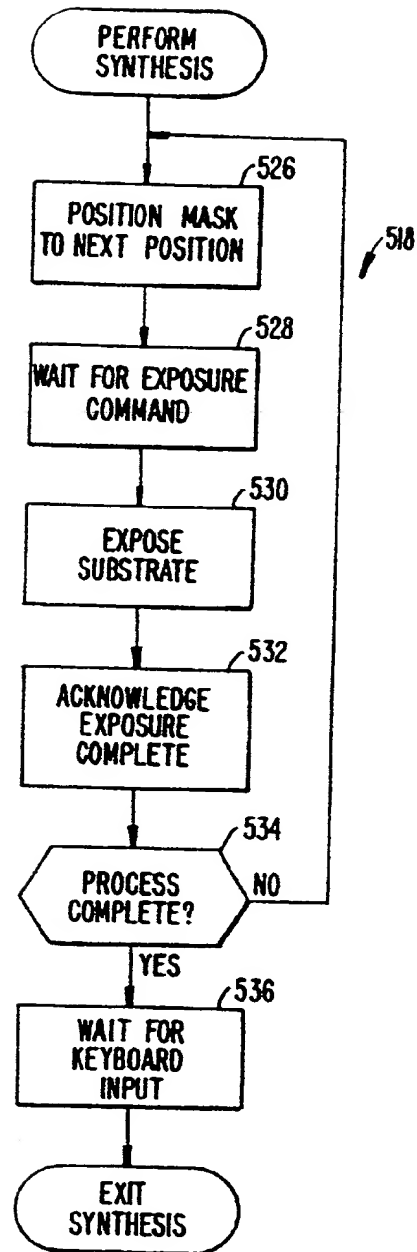 PERFORM
SYNTHESIS
526
POSITION MASK
TO NEXT POSITION
518
528
WAIT FOR EXPOSURE
COMMAND
530
EXPOSE
SUBSTRATE
532
ACKNOWLEDGE
EXPOSURE
COMPLETE
534
PROCESS
COMPLETE?
NO
YES
536
WAIT FOR
KEYBOARD
INPUT
EXIT
SYNTHESIS